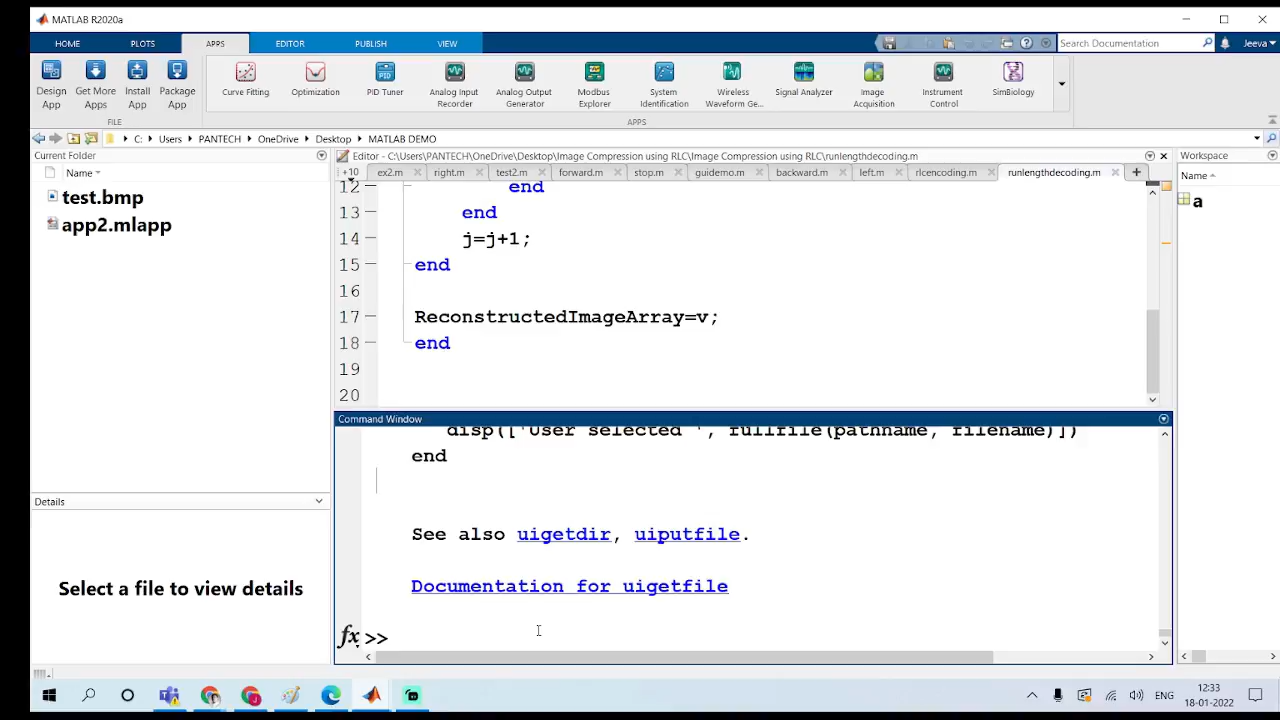 MATLAB R2020a
HOME PLOTS APPS EDITOR PUBLISH VIEW
Search Documentation
Jeeva
Design App
Get More Apps
Install App
Package App
Curve Fitting
Optimization
PID Tuner
Analog Input Recorder
Analog Output Generator
Modbus Explorer
System Identification
Wireless Waveform Ge...
Signal Analyzer
Image Acquisition
Instrument Control
SimBiology
FILE
APPS
C: Users PANTECH OneDrive Desktop MATLAB DEMO
Current Folder
Name
test.bmp
app2.mlapp
Details
Select a file to view details
Editor - C:\Users\PANTECH\OneDrive\Desktop\Image Compression using RLC\Image Compression using RLC\runlengthdecoding.m
+10 ex2.m right.m test2.m forward.m stop.m guidemo.m backward.m left.m rlcencoding.m runlengthdecoding.m
12 end
13 end
14 j=j+1;
15 end
16
17 ReconstructedImageArray=v;
18 end
19
20
Command Window
disp(['User selected ', fullfile(pathname, filename)])
end
See also uigetdir, uiputfile.
Documentation for uigetfile
fx >>
Workspace
Name
a
ENG
12:33
18-01-2022